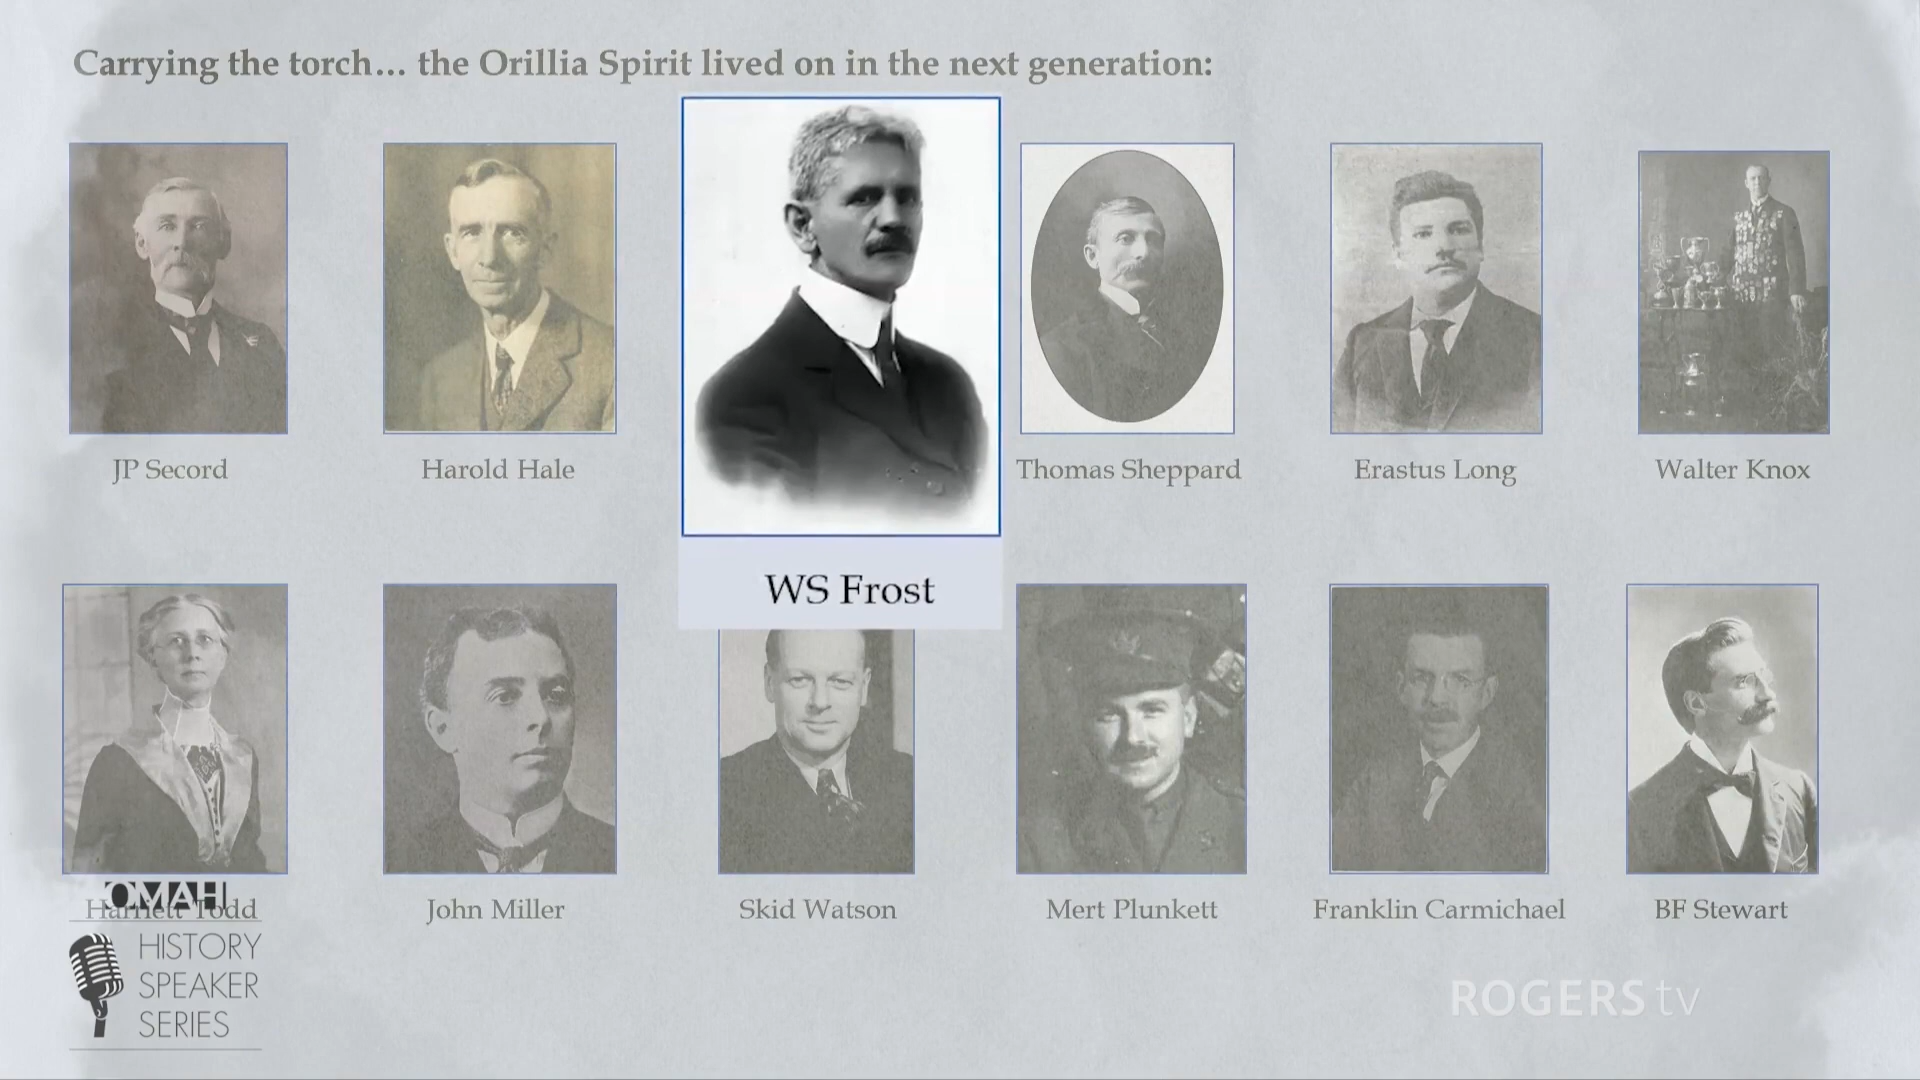 Carrying the torch… the Orillia Spirit lived on in the next generation:
JP Secord
Harold Hale
WS Frost
Thomas Sheppard
Erastus Long
Walter Knox
Harriett Todd
John Miller
Skid Watson
Mert Plunkett
Franklin Carmichael
BF Stewart
OMAH
HISTORY
SPEAKER
SERIES
ROGERS tv